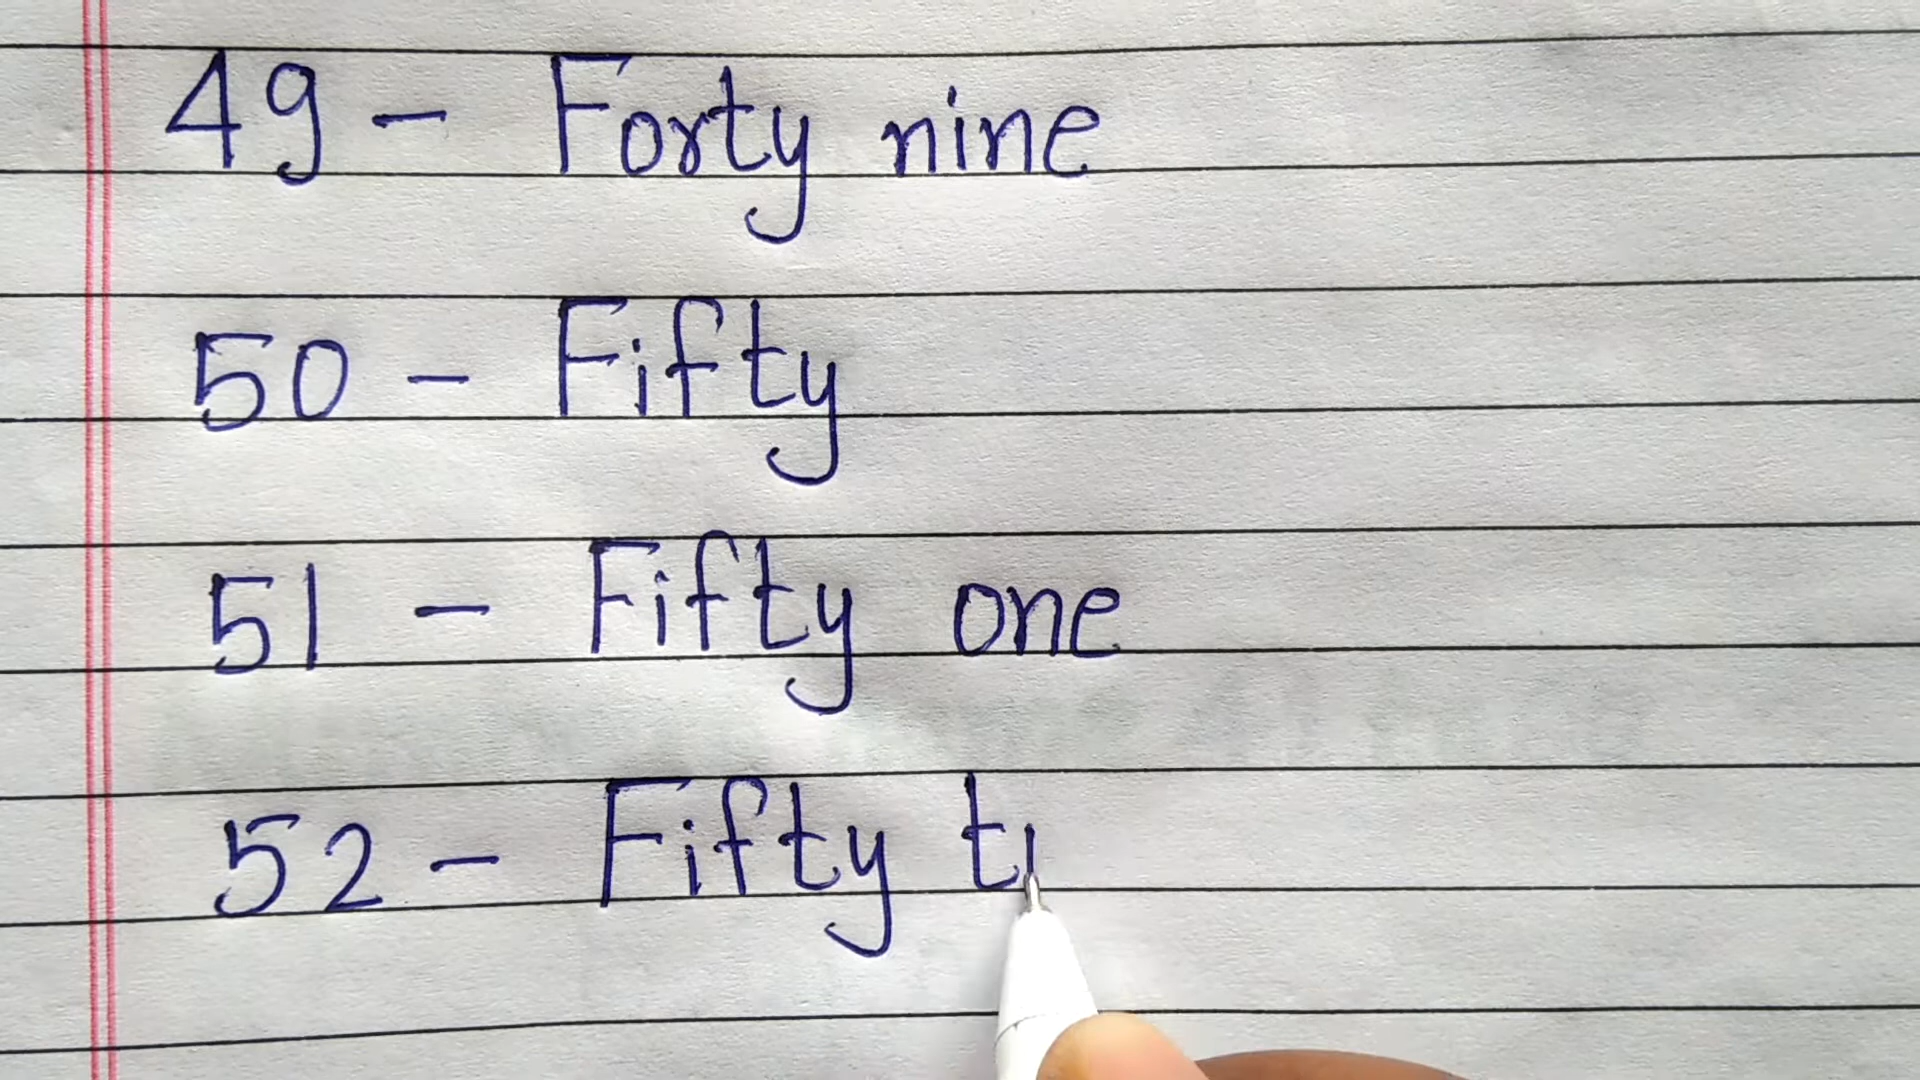 49 - Forty nine
50 - Fifty
51 - Fifty one
52 - Fifty t